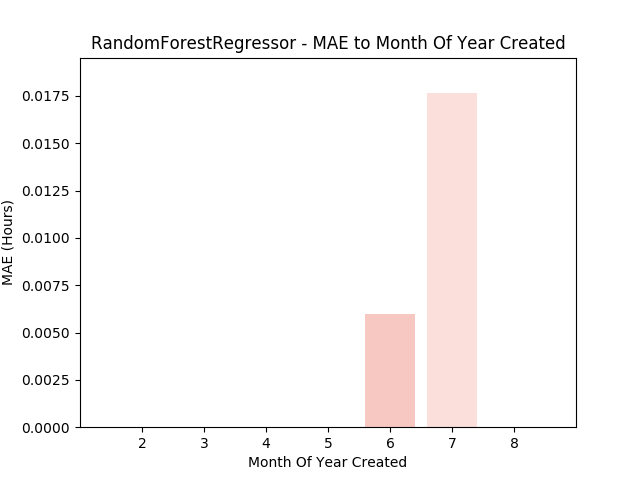 RandomForestRegressor - MAE to Month Of Year Created
MAE (Hours)
0.0175
0.0150
0.0125
0.0100
0.0075
0.0050
0.0025
0.0000
2 3 4 5 6 7 8
Month Of Year Created